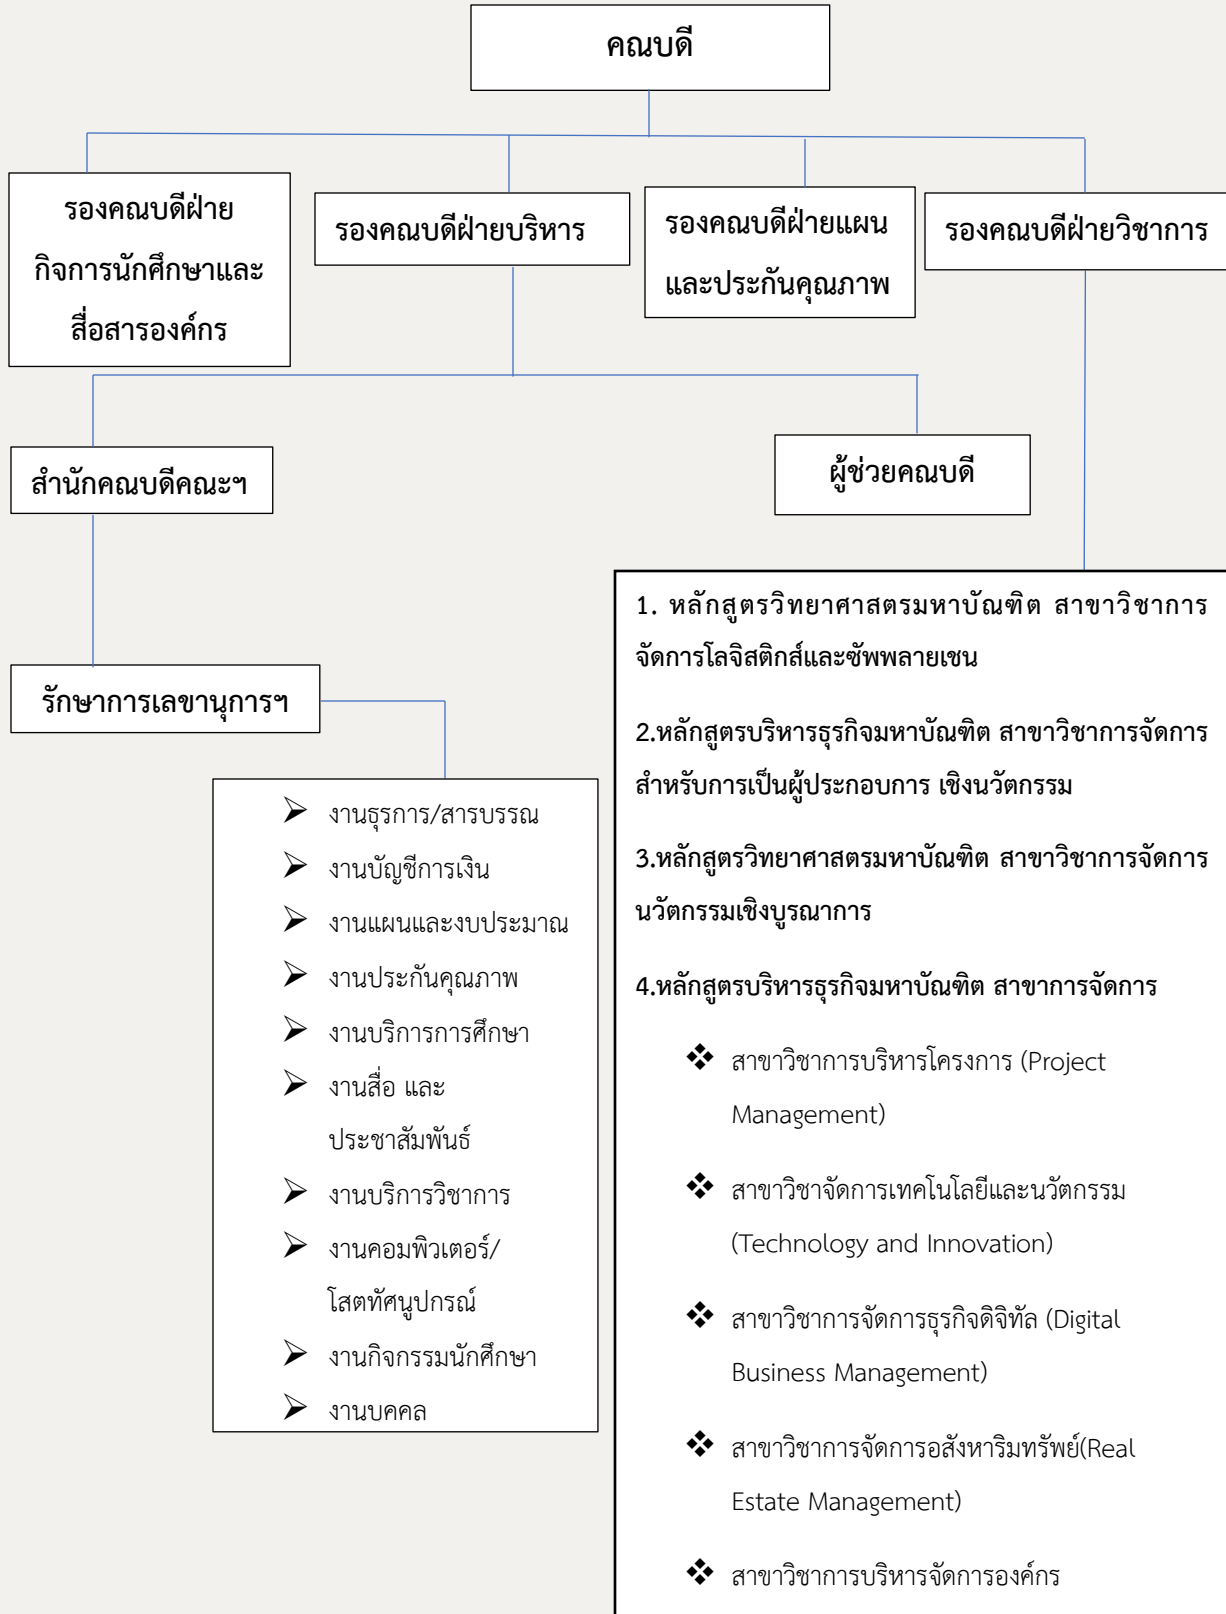 คณบดี
รองคณบดีฝ่าย
กิจการนักศึกษาและ
สื่อสารองค์กร
รองคณบดีฝ่ายบริหาร
รองคณบดีฝ่ายแผน
และประกันคุณภาพ
รองคณบดีฝ่ายวิชาการ
สำนักคณบดีคณะฯ
ผู้ช่วยคณบดี
รักษาการเลขานุการฯ
งานธุรการ/สารบรรณ
งานบัญชีการเงิน
งานแผนและงบประมาณ
งานประกันคุณภาพ
งานบริการการศึกษา
งานสื่อ และ
ประชาสัมพันธ์
งานบริการวิชาการ
งานคอมพิวเตอร์/
โสตทัศนูปกรณ์
งานกิจกรรมนักศึกษา
งานบคคล
1. หลักสูตรวิทยาศาสตรมหาบัณฑิต สาขาวิชาการ
จัดการโลจิสติกส์และซัพพลายเชน
2.หลักสูตรบริหารธุรกิจมหาบัณฑิต สาขาวิชาการจัดการ
สำหรับการเป็นผู้ประกอบการ เชิงนวัตกรรม
3.หลักสูตรวิทยาศาสตรมหาบัณฑิต สาขาวิชาการจัดการ
นวัตกรรมเชิงบูรณาการ
4.หลักสูตรบริหารธุรกิจมหาบัณฑิต สาขาการจัดการ
สาขาวิชาการบริหารโครงการ (Project
Management)
สาขาวิชาจัดการเทคโนโลยีและนวัตกรรม
(Technology and Innovation)
สาขาวิชาการจัดการธุรกิจดิจิทัล (Digital
Business Management)
สาขาวิชาการจัดการอสังหาริมทรัพย์(Real
Estate Management)
สาขาวิชาการบริหารจัดการองค์กร